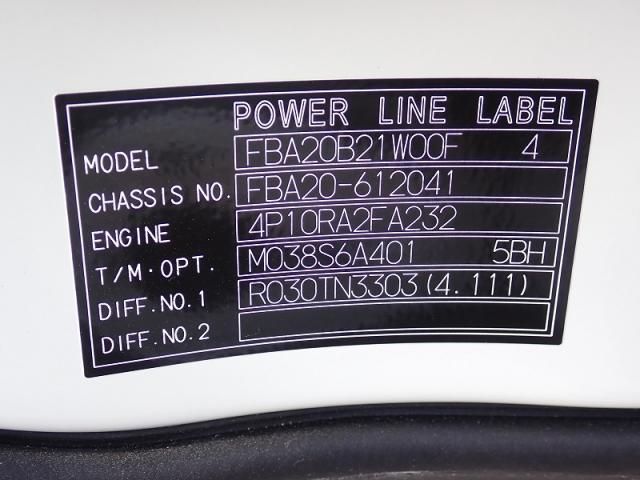 POWER LINE LABEL
MODEL FBA20B21W00F 4
CHASSIS NO. FBA20-612041
ENGINE 4P10RA2FA232
T/M·OPT. M038S6A401 5BH
DIFF.NO.1 R030TN3303(4.111)
DIFF.NO.2